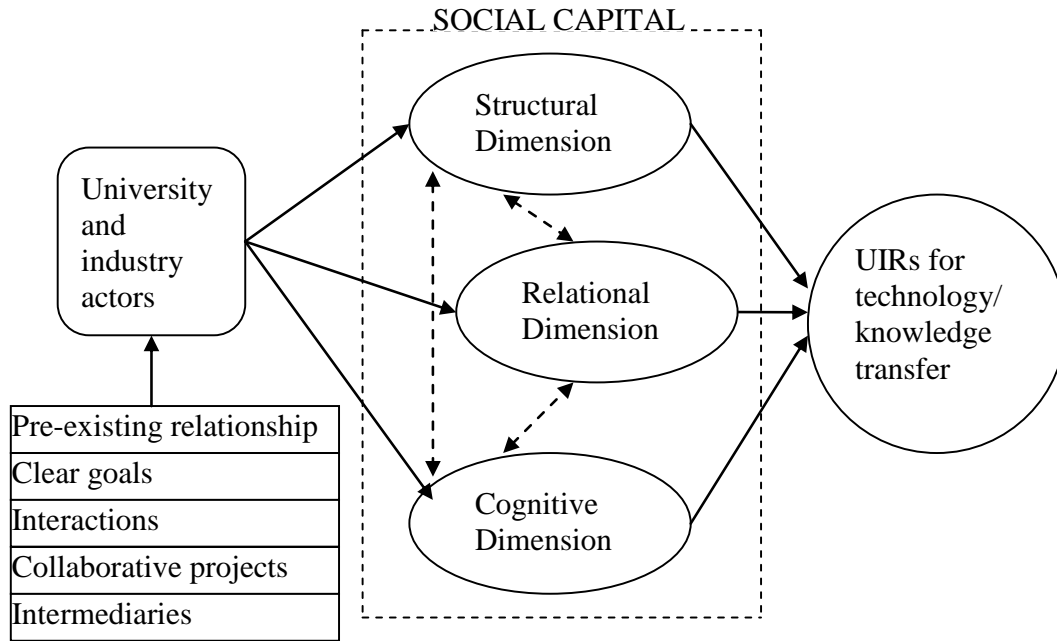 SOCIAL CAPITAL
Structural
Dimension
University
and
industry
actors
Relational
Dimension
UIRs for
technology/
knowledge
transfer
Pre-existing relationship
Clear goals
Interactions
Collaborative projects
Intermediaries
Cognitive
Dimension